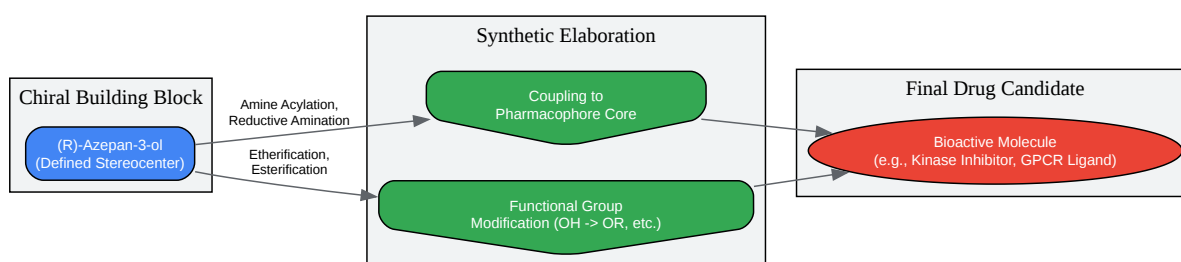 Chiral Building Block
(R)-Azepan-3-ol
(Defined Stereocenter)
Amine Acylation,
Reductive Amination
Etherification,
Esterification
Synthetic Elaboration
Coupling to
Pharmacophore Core
Functional Group
Modification (OH -> OR, etc.)
Final Drug Candidate
Bioactive Molecule
(e.g., Kinase Inhibitor, GPCR Ligand)